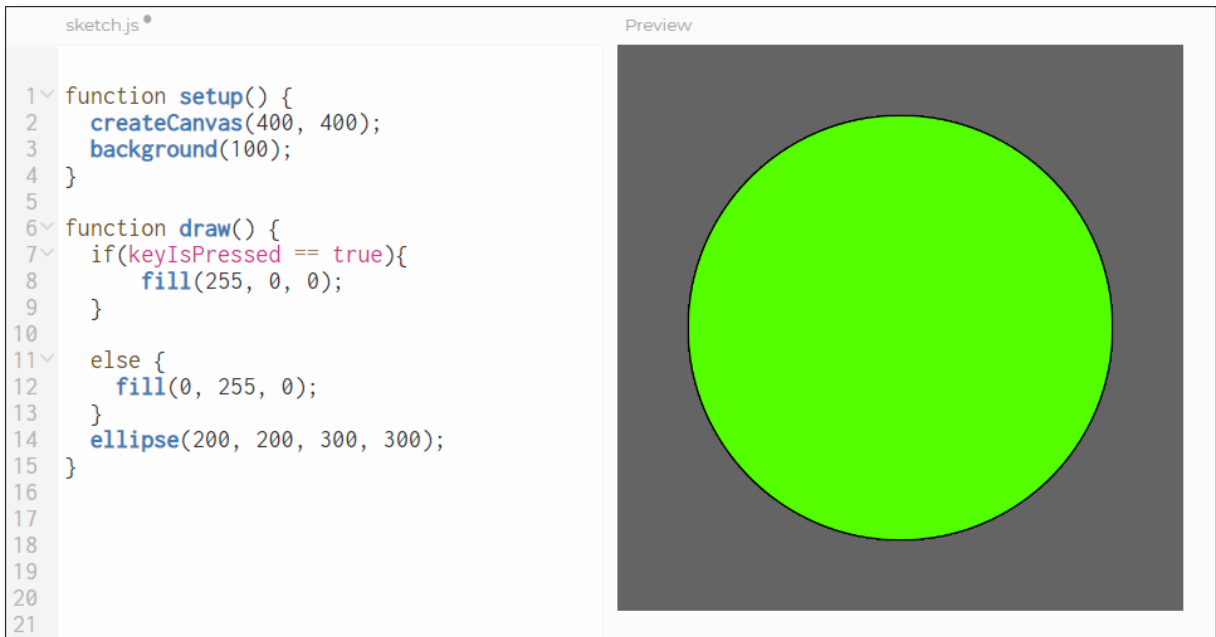 sketch.js
Preview
1 function setup() {
2 createCanvas(400, 400);
3 background(100);
4 }
5
6 function draw() {
7 if(keyIsPressed == true){
8 fill(255, 0, 0);
9 }
10
11 else {
12 fill(0, 255, 0);
13 }
14 ellipse(200, 200, 300, 300);
15 }
16
17
18
19
20
21